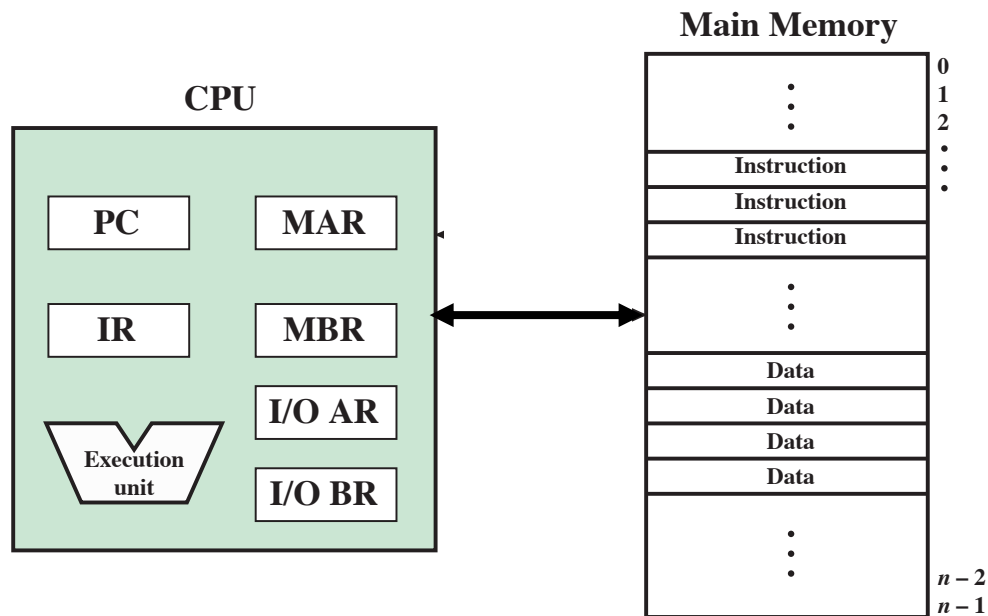 CPU
PC
MAR
IR
MBR
I/O AR
Execution
unit
I/O BR
Main Memory
0
1
2
Instruction
Instruction
Instruction
Data
Data
Data
Data
n – 2
n – 1